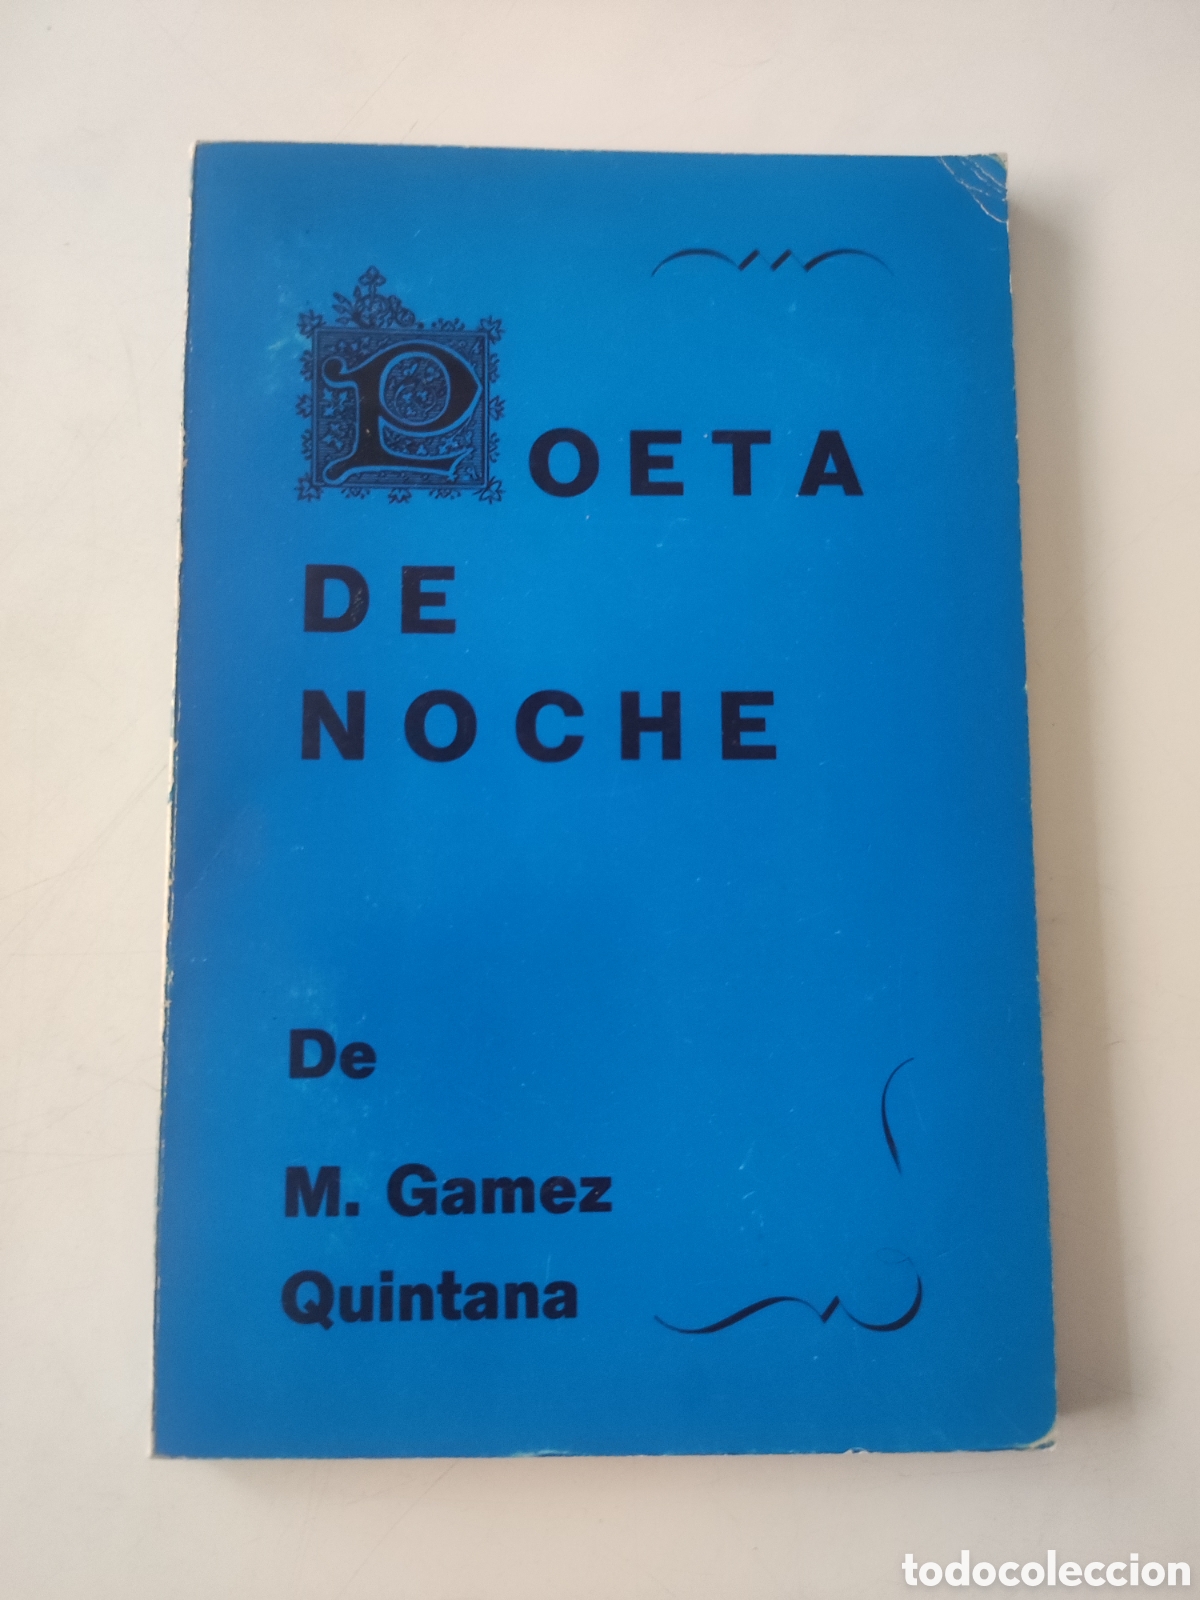 POETA
DE
NOCHE
De
M. Gamez
Quintana
todocoleccion